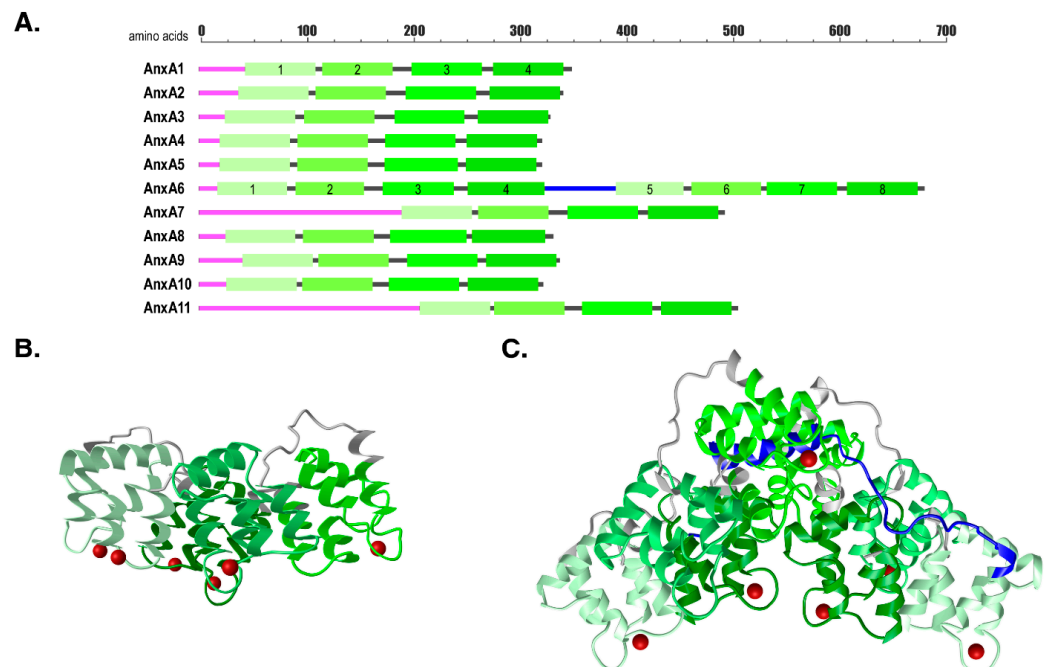 A.
amino acids 0 100 200 300 400 500 600 700
AnxA1 1 2 3 4
AnxA2
AnxA3
AnxA4
AnxA5
AnxA6 1 2 3 4 5 6 7 8
AnxA7
AnxA8
AnxA9
AnxA10
AnxA11
B. C.